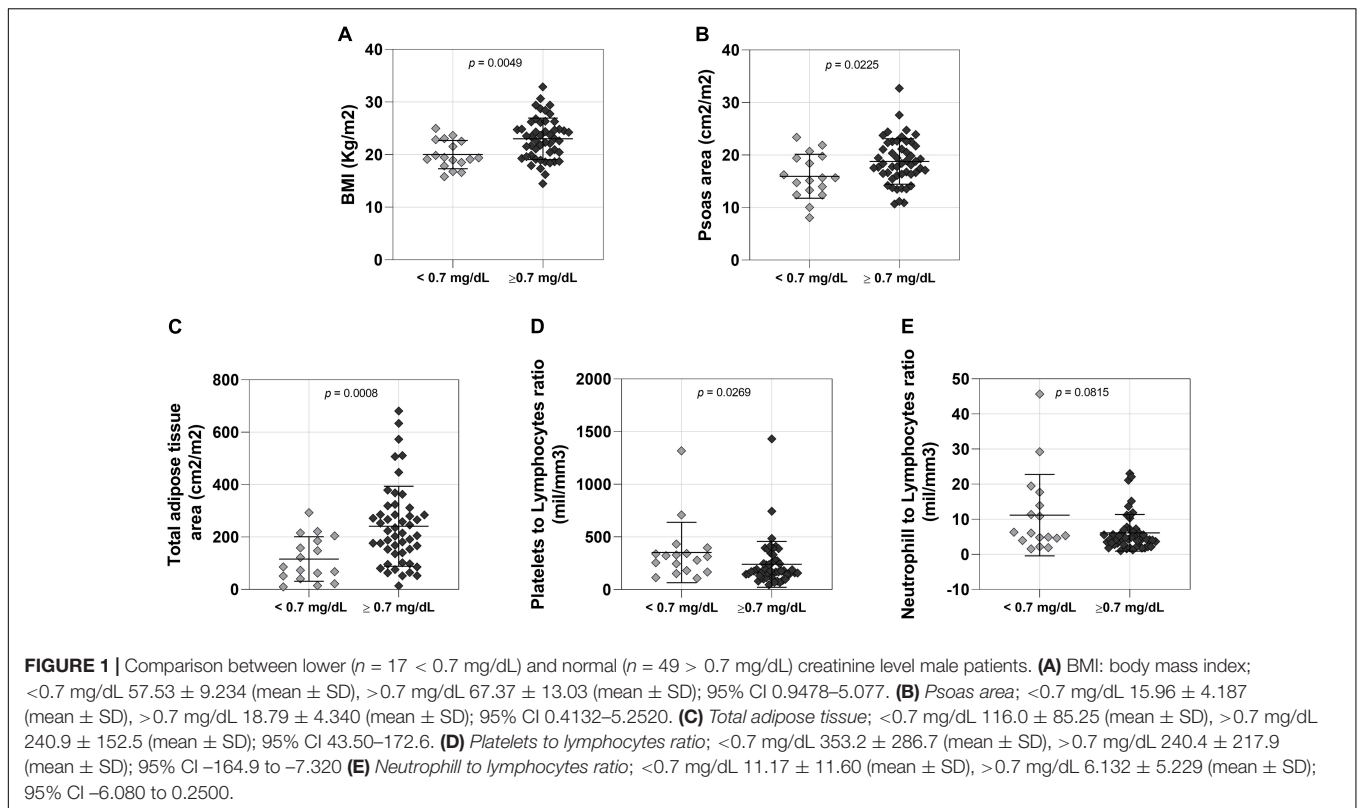 A
B
40
30
20
10
0
BMI (Kg/m2)
p = 0.0049
< 0.7 mg/dL
≥0.7 mg/dL
40
30
20
10
0
Psoas area (cm2/m2)
p = 0.0225
< 0.7 mg/dL
≥ 0.7 mg/dL
C
D
E
800
600
400
200
0
Total adipose tissue
area (cm2/m2)
p = 0.0008
< 0.7 mg/dL
≥ 0.7 mg/dL
2000
1500
1000
500
0
Platelets to Lymphocytes ratio
(mil/mm3)
p = 0.0269
< 0.7 mg/dL
≥0.7 mg/dL
50
40
30
20
10
0
-10
Neutrophill to Lymphocytes ratio
(mil/mm3)
p = 0.0815
< 0.7 mg/dL
≥0.7 mg/dL
FIGURE 1 | Comparison between lower (n = 17 < 0.7 mg/dL) and normal (n = 49 > 0.7 mg/dL) creatinine level male patients. (A) BMI: body mass index;
<0.7 mg/dL 57.53 ± 9.234 (mean ± SD), >0.7 mg/dL 67.37 ± 13.03 (mean ± SD); 95% CI 0.9478–5.077. (B) Psoas area; <0.7 mg/dL 15.96 ± 4.187
(mean ± SD), >0.7 mg/dL 18.79 ± 4.340 (mean ± SD); 95% CI 0.4132–5.2520. (C) Total adipose tissue; <0.7 mg/dL 116.0 ± 85.25 (mean ± SD), >0.7 mg/dL
240.9 ± 152.5 (mean ± SD); 95% CI 43.50–172.6. (D) Platelets to lymphocytes ratio; <0.7 mg/dL 353.2 ± 286.7 (mean ± SD), >0.7 mg/dL 240.4 ± 217.9
(mean ± SD); 95% CI –164.9 to –7.320 (E) Neutrophill to lymphocytes ratio; <0.7 mg/dL 11.17 ± 11.60 (mean ± SD), >0.7 mg/dL 6.132 ± 5.229 (mean ± SD);
95% CI –6.080 to 0.2500.